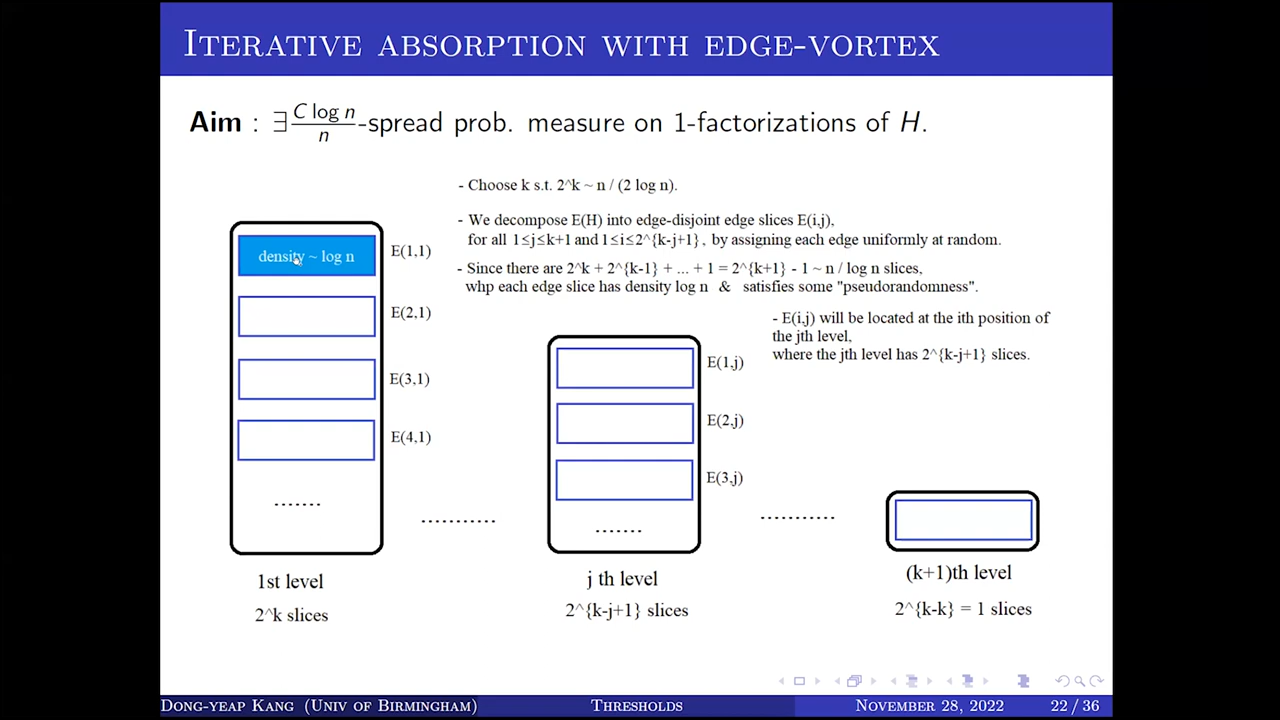 ITERATIVE ABSORPTION WITH EDGE-VORTEX
Aim : ∃ C log n / n -spread prob. measure on 1-factorizations of H.
- Choose k s.t. 2^k ~ n / (2 log n).
- We decompose E(H) into edge-disjoint edge slices E(i,j),
for all 1≤j≤k+1 and 1≤i≤2^{k-j+1}, by assigning each edge uniformly at random.
- Since there are 2^k + 2^{k-1} + ... + 1 = 2^{k+1} - 1 ~ n / log n slices,
whp each edge slice has density log n & satisfies some "pseudorandomness".
- E(i,j) will be located at the ith position of
the jth level,
where the jth level has 2^{k-j+1} slices.
density ~ log n
E(1,1)
E(2,1)
E(3,1)
E(4,1)
.......
1st level
2^k slices
...........
E(1,j)
E(2,j)
E(3,j)
.......
j th level
2^{k-j+1} slices
...........
(k+1)th level
2^{k-k} = 1 slices
DONG-YEAP KANG (UNIV OF BIRMINGHAM)
THRESHOLDS
NOVEMBER 28, 2022
22 / 36